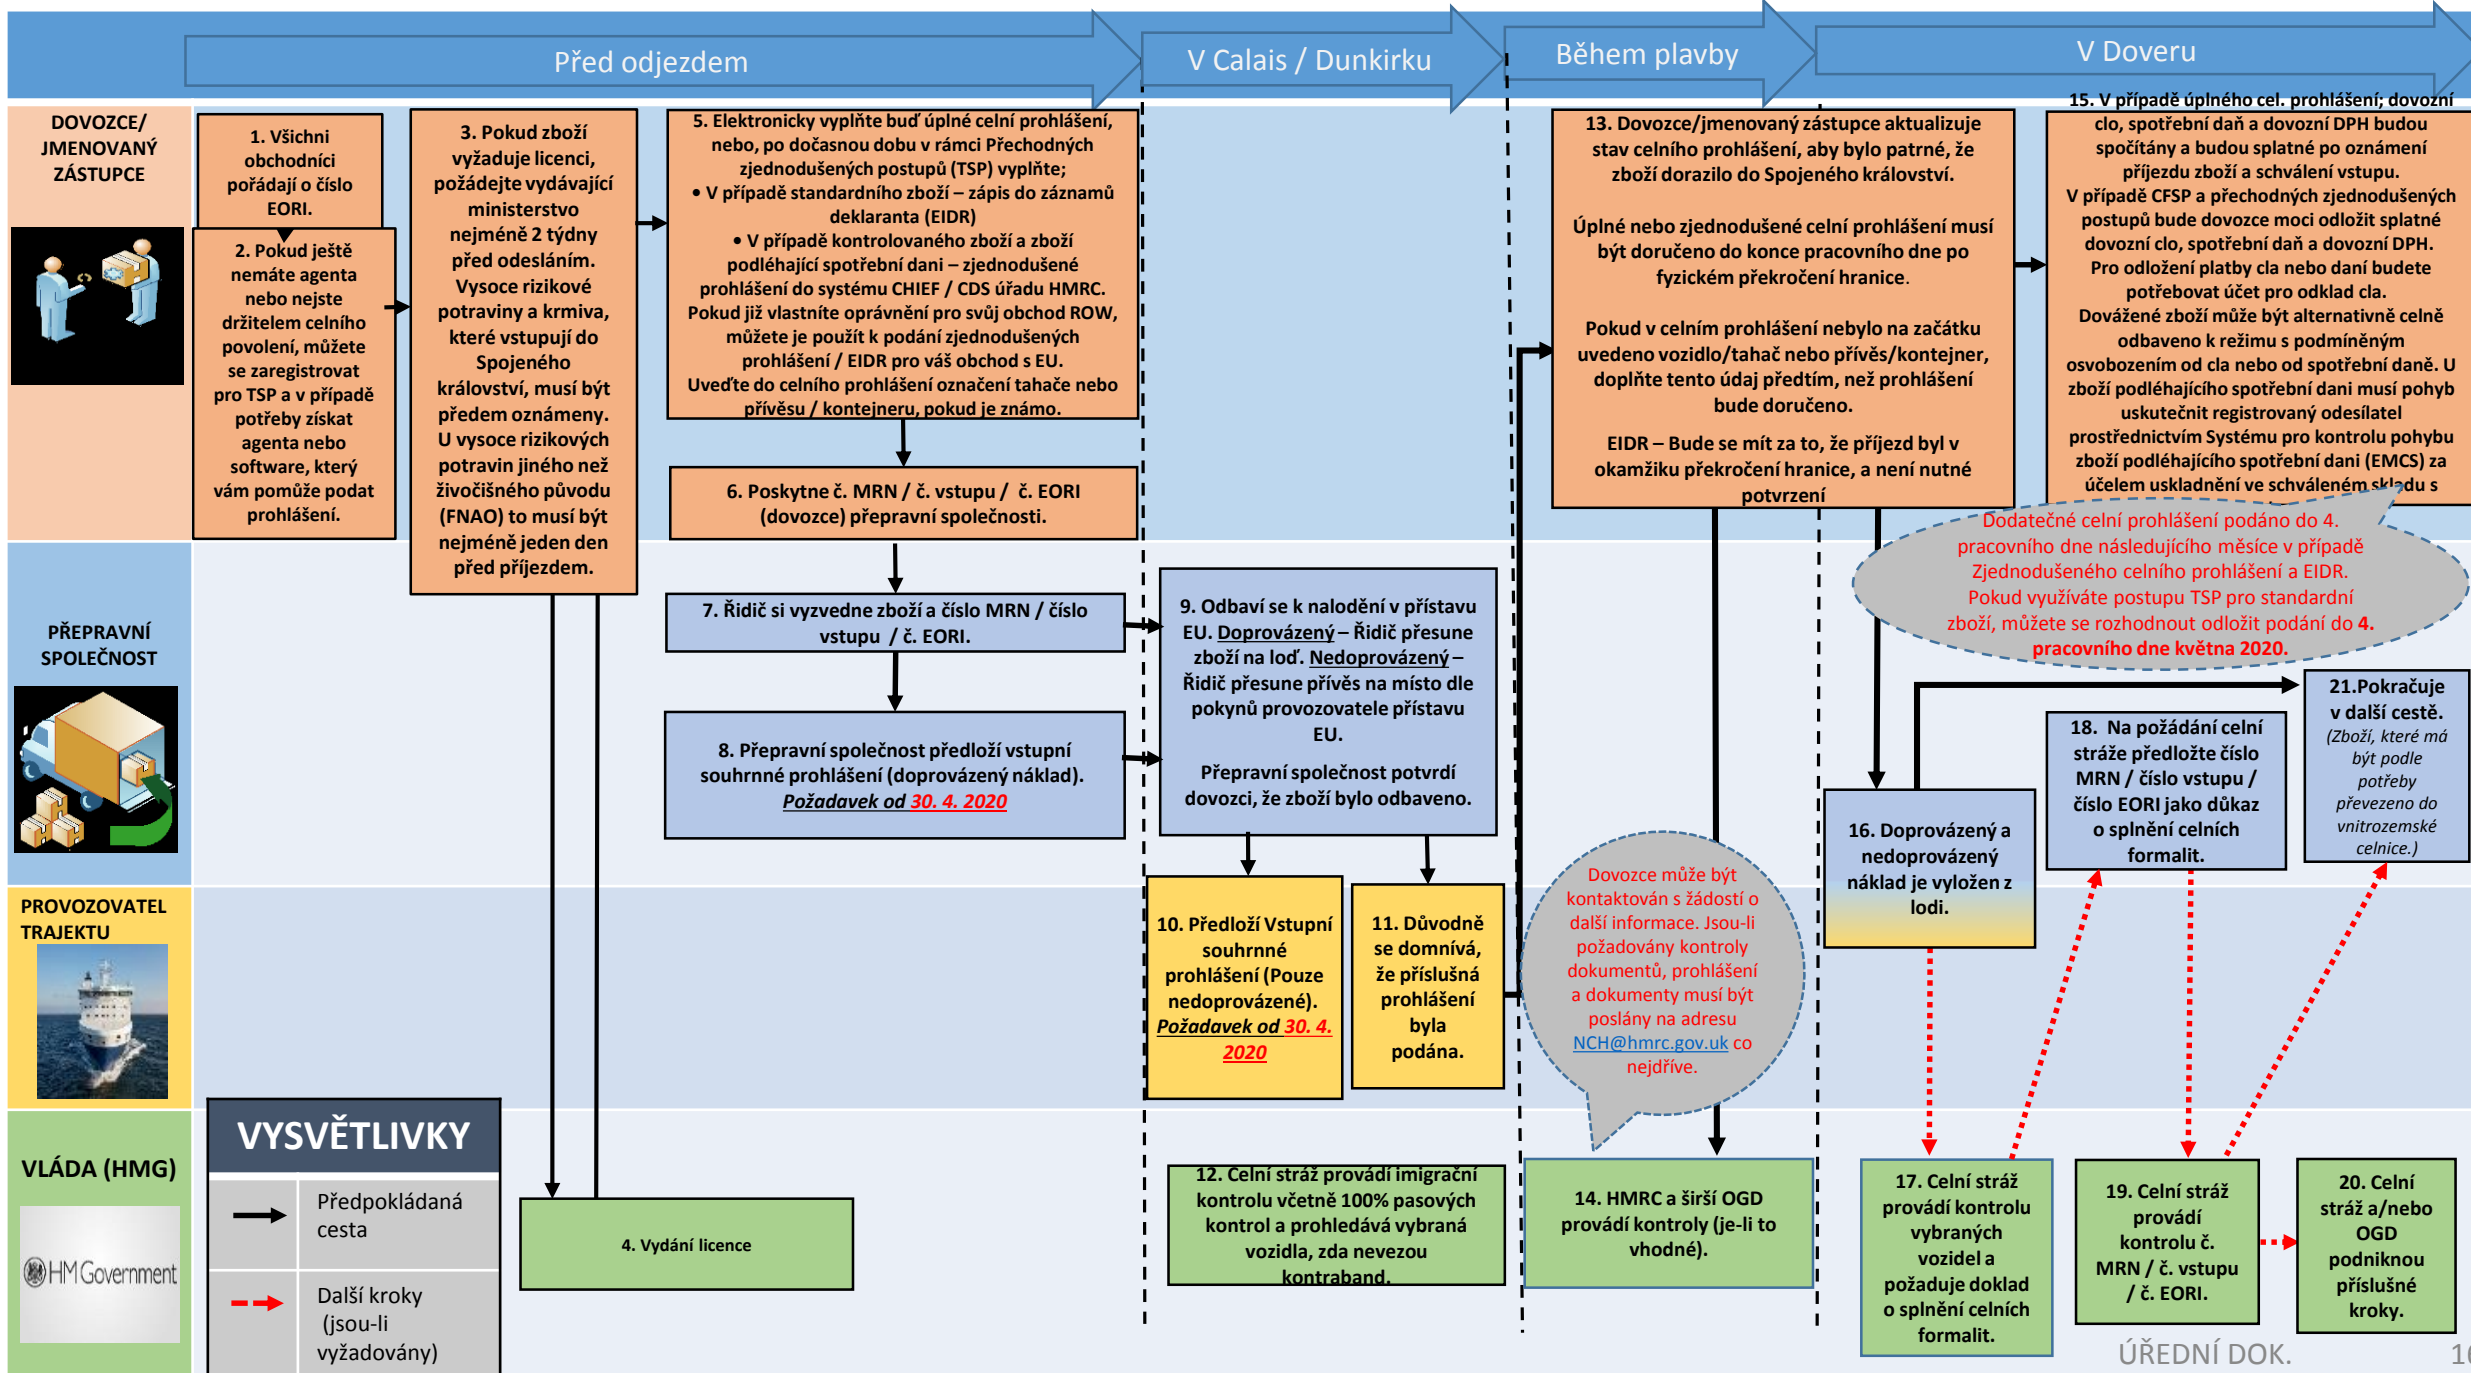 Před odjezdem
V Calais / Dunkirku
Během plavby
V Doveru
DOVOZCE/
JMENOVANÝ
ZÁSTUPCE
1. Všichni
obchodníci
pořádají o číslo
EORI.
2. Pokud ještě
nemáte agenta
nebo nejste
držitelem celního
povolení, můžete
se zaregistrovat
pro TSP a v případě
potřeby získat
agenta nebo
software, který
vám pomůže podat
prohlášení.
3. Pokud zboží
vyžaduje licenci,
požádejte vydávající
ministerstvo
nejméně 2 týdny
před odesláním.
Vysoce rizikové
potraviny a krmiva,
které vstupují do
Spojeného
království, musí být
předem oznámeny.
U vysoce rizikových
potravin jiného než
živočišného původu
(FNAO) to musí být
nejméně jeden den
před příjezdem.
5. Elektronicky vyplňte buď úplné celní prohlášení,
nebo, po dočasnou dobu v rámci Přechodných
zjednodušených postupů (TSP) vyplňte;
• V případě standardního zboží – zápis do záznamů
deklaranta (EIDR)
• V případě kontrolovaného zboží a zboží
podléhající spotřební dani – zjednodušené
prohlášení do systému CHIEF / CDS úřadu HMRC.
Pokud již vlastníte oprávnění pro svůj obchod ROW,
můžete je použít k podání zjednodušených
prohlášení / EIDR pro váš obchod s EU.
Uveďte do celního prohlášení označení tahače nebo
přívěsu / kontejneru, pokud je známo.
6. Poskytne č. MRN / č. vstupu / č. EORI
(dovozce) přepravní společnosti.
13. Dovozce/jmenovaný zástupce aktualizuje
stav celního prohlášení, aby bylo patrné, že
zboží dorazilo do Spojeného království.
Úplné nebo zjednodušené celní prohlášení musí
být doručeno do konce pracovního dne po
fyzickém překročení hranice.
Pokud v celním prohlášení nebylo na začátku
uvedeno vozidlo/tahač nebo přívěs/kontejner,
doplňte tento údaj předtím, než prohlášení
bude doručeno.
EIDR – Bude se mít za to, že příjezd byl v
okamžiku překročení hranice, a není nutné
potvrzení
15. V případě úplného cel. prohlášení; dovozní
clo, spotřební daň a dovozní DPH budou
spočítány a budou splatné po oznámení
příjezdu zboží a schválení vstupu.
V případě CFSP a přechodných zjednodušených
postupů bude dovozce moci odložit splatné
dovozní clo, spotřební daň a dovozní DPH.
Pro odložení platby cla nebo daní budete
potřebovat účet pro odklad cla.
Dovážené zboží může být alternativně celně
odbaveno k režimu s podmíněným
osvobozením od cla nebo od spotřební daně. U
zboží podléhajícího spotřební dani musí pohyb
uskutečnit registrovaný odesílatel
prostřednictvím Systému pro kontrolu pohybu
zboží podléhajícího spotřební dani (EMCS) za
účelem uskladnění ve schváleném skladu s
Dodatečné celní prohlášení podáno do 4.
pracovního dne následujícího měsíce v případě
Zjednodušeného celního prohlášení a EIDR.
Pokud využíváte postupu TSP pro standardní
zboží, můžete se rozhodnout odložit podání do 4.
pracovního dne května 2020.
PŘEPRAVNÍ
SPOLEČNOST
7. Řidič si vyzvedne zboží a číslo MRN / číslo
vstupu / č. EORI.
8. Přepravní společnost předloží vstupní
souhrnné prohlášení (doprovázený náklad).
Požadavek od 30. 4. 2020
9. Odbaví se k nalodění v přístavu
EU. Doprovázený – Řidič přesune
zboží na loď. Nedoprovázený –
Řidič přesune přívěs na místo dle
pokynů provozovatele přístavu
EU.
Přepravní společnost potvrdí
dovozci, že zboží bylo odbaveno.
16. Doprovázený a
nedoprovázený
náklad je vyložen z
lodi.
18. Na požádání celní
stráže předložte číslo
MRN / číslo vstupu /
číslo EORI jako důkaz
o splnění celních
formalit.
21.Pokračuje
v další cestě.
(Zboží, které má
být podle
potřeby
převezeno do
vnitrozemské
celnice.)
PROVOZOVATEL
TRAJEKTU
10. Předloží Vstupní
souhrnné
prohlášení (Pouze
nedoprovázené).
Požadavek od 30. 4.
2020
11. Důvodně
se domnívá,
že příslušná
prohlášení
byla
podána.
Dovozce může být
kontaktován s žádostí o
další informace. Jsou-li
požadovány kontroly
dokumentů, prohlášení
a dokumenty musí být
poslány na adresu
NCH@hmrc.gov.uk co
nejdříve.
VLÁDA (HMG)
HM Government
VYSVĚTLIVKY
Předpokládaná
cesta
Další kroky
(jsou-li
vyžadovány)
4. Vydání licence
12. Celní stráž provádí imigrační
kontrolu včetně 100% pasových
kontrol a prohledává vybraná
vozidla, zda nevezou
kontraband.
14. HMRC a širší OGD
provádí kontroly (je-li to
vhodné).
17. Celní stráž
provádí kontrolu
vybraných
vozidel a
požaduje doklad
o splnění celních
formalit.
19. Celní stráž
provádí
kontrolu č.
MRN / č. vstupu
/ č. EORI.
20. Celní
stráž a/nebo
OGD
podniknou
příslušné
kroky.
ÚŘEDNÍ DOK.
16